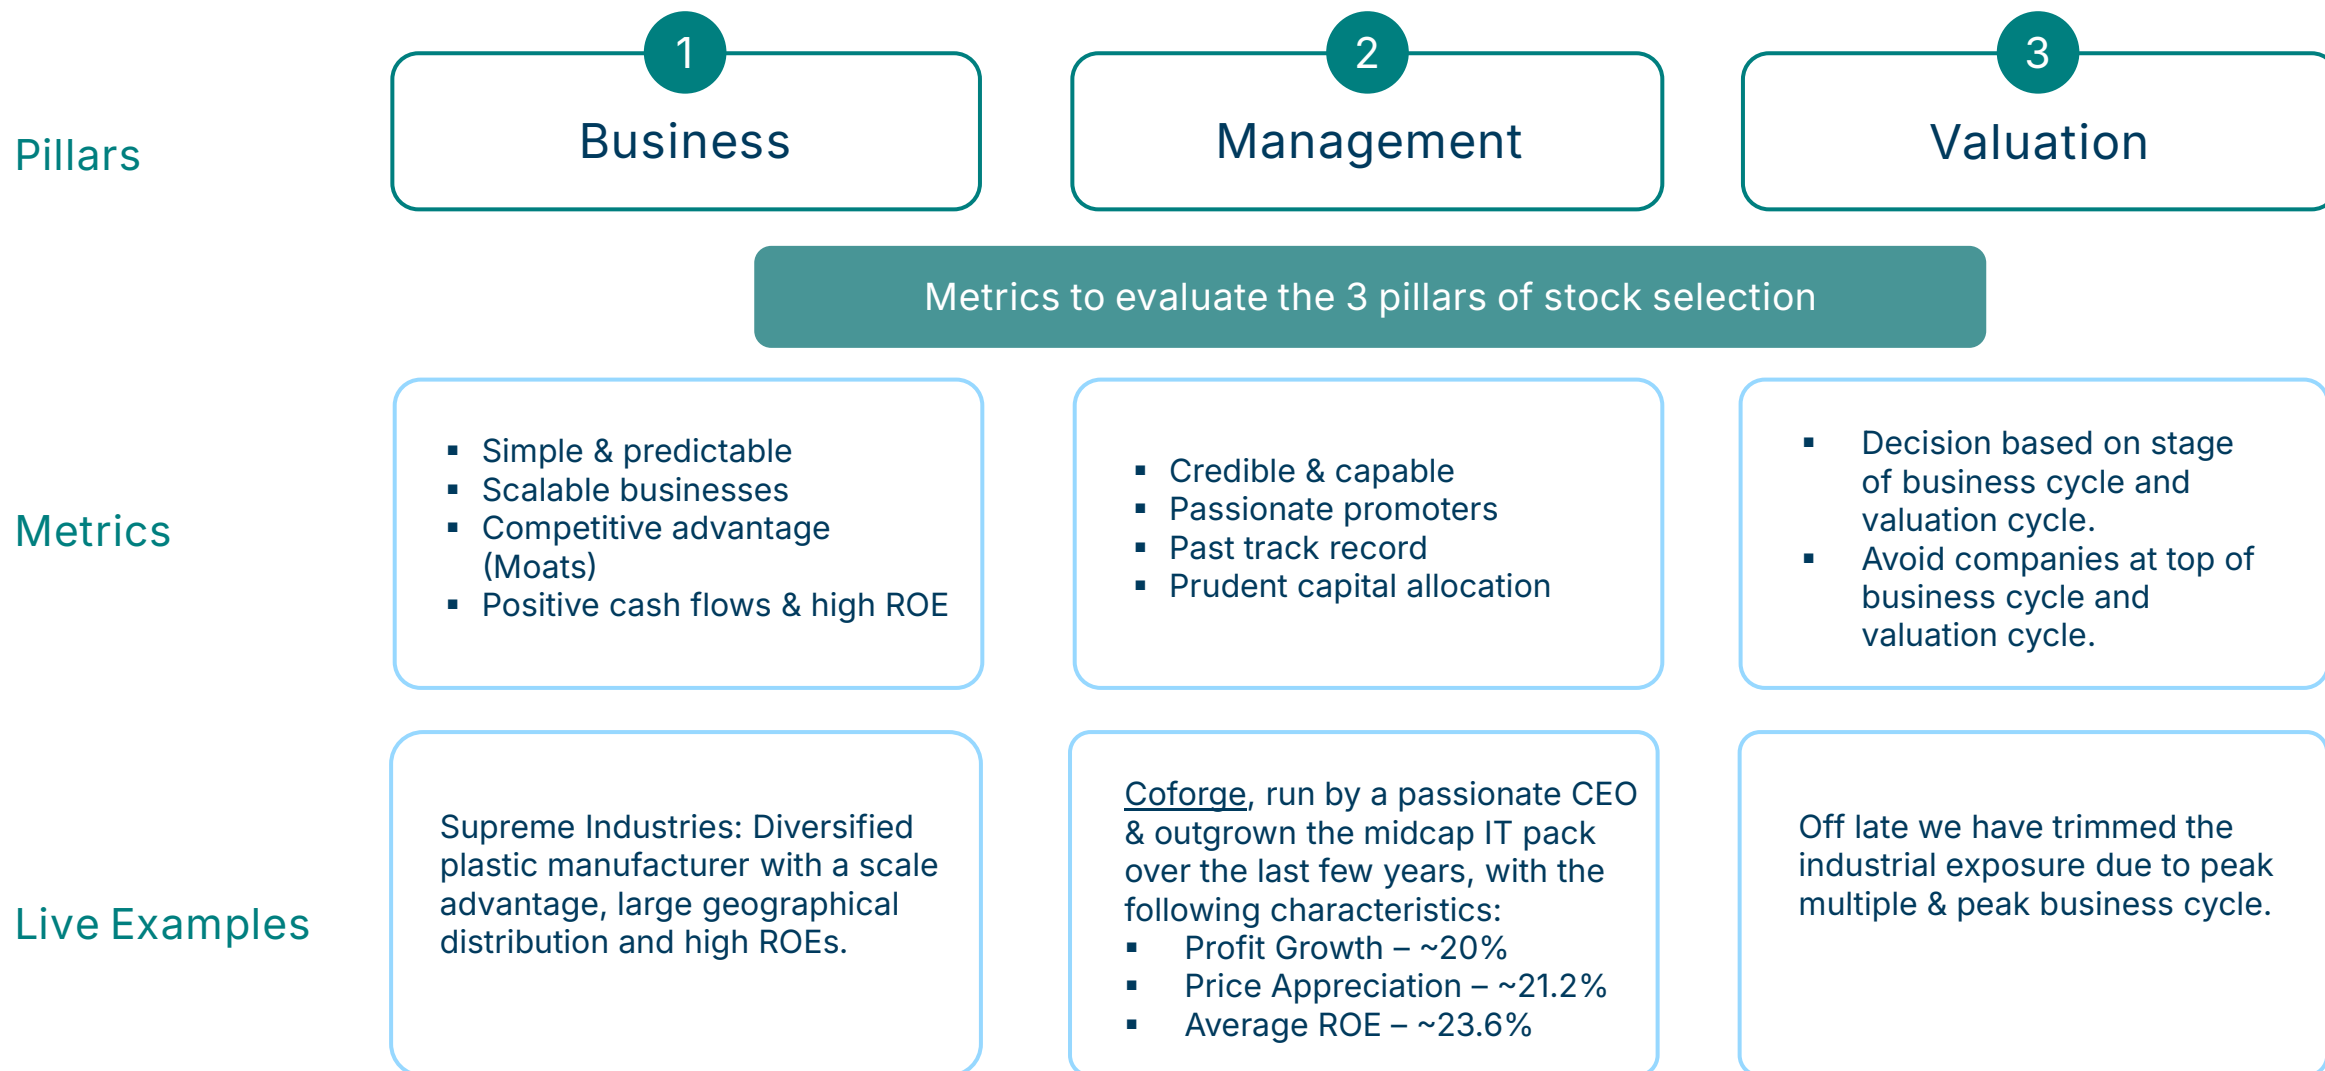 1
2
3
Pillars
Business
Management
Valuation
Metrics to evaluate the 3 pillars of stock selection
Metrics
▪ Simple & predictable
▪ Scalable businesses
▪ Competitive advantage
(Moats)
▪ Positive cash flows & high ROE
▪ Credible & capable
▪ Passionate promoters
▪ Past track record
▪ Prudent capital allocation
▪ Decision based on stage
of business cycle and
valuation cycle.
▪ Avoid companies at top of
business cycle and
valuation cycle.
Live Examples
Supreme Industries: Diversified
plastic manufacturer with a scale
advantage, large geographical
distribution and high ROEs.
Coforge, run by a passionate CEO
& outgrown the midcap IT pack
over the last few years, with the
following characteristics:
▪ Profit Growth – ~20%
▪ Price Appreciation – ~21.2%
▪ Average ROE – ~23.6%
Off late we have trimmed the
industrial exposure due to peak
multiple & peak business cycle.